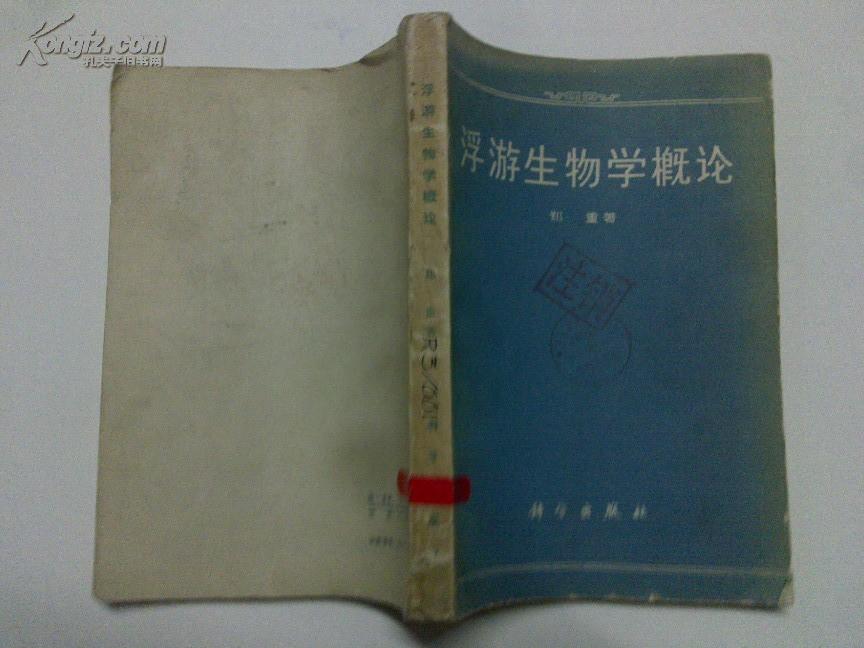 Kongfz.com
孔夫子旧书网
浮游生物学概论
郑重著
注销
科学出版社
浮游生物学概论
R3/